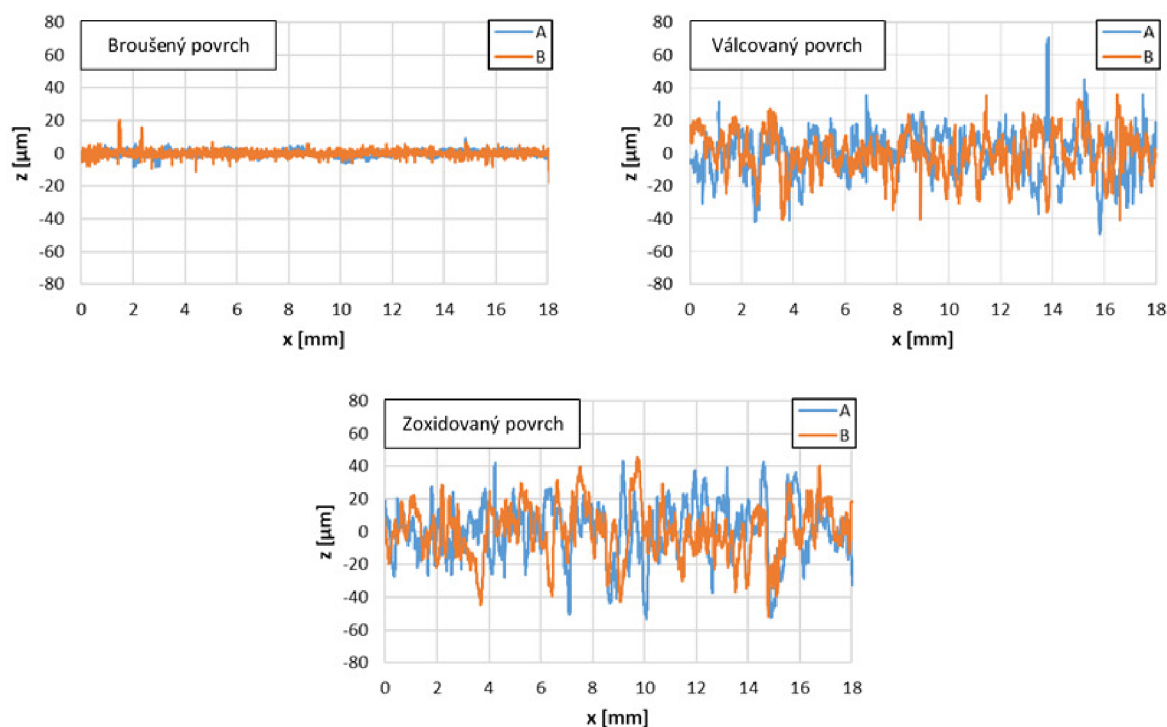 Broušený povrch
A
B
80
60
40
20
0
-20
-40
-60
-80
z [µm]
0 2 4 6 8 10 12 14 16 18
x [mm]
Válcovaný povrch
A
B
80
60
40
20
0
-20
-40
-60
-80
z [µm]
0 2 4 6 8 10 12 14 16 18
x [mm]
Zoxidovaný povrch
A
B
80
60
40
20
0
-20
-40
-60
-80
z [µm]
0 2 4 6 8 10 12 14 16 18
x [mm]